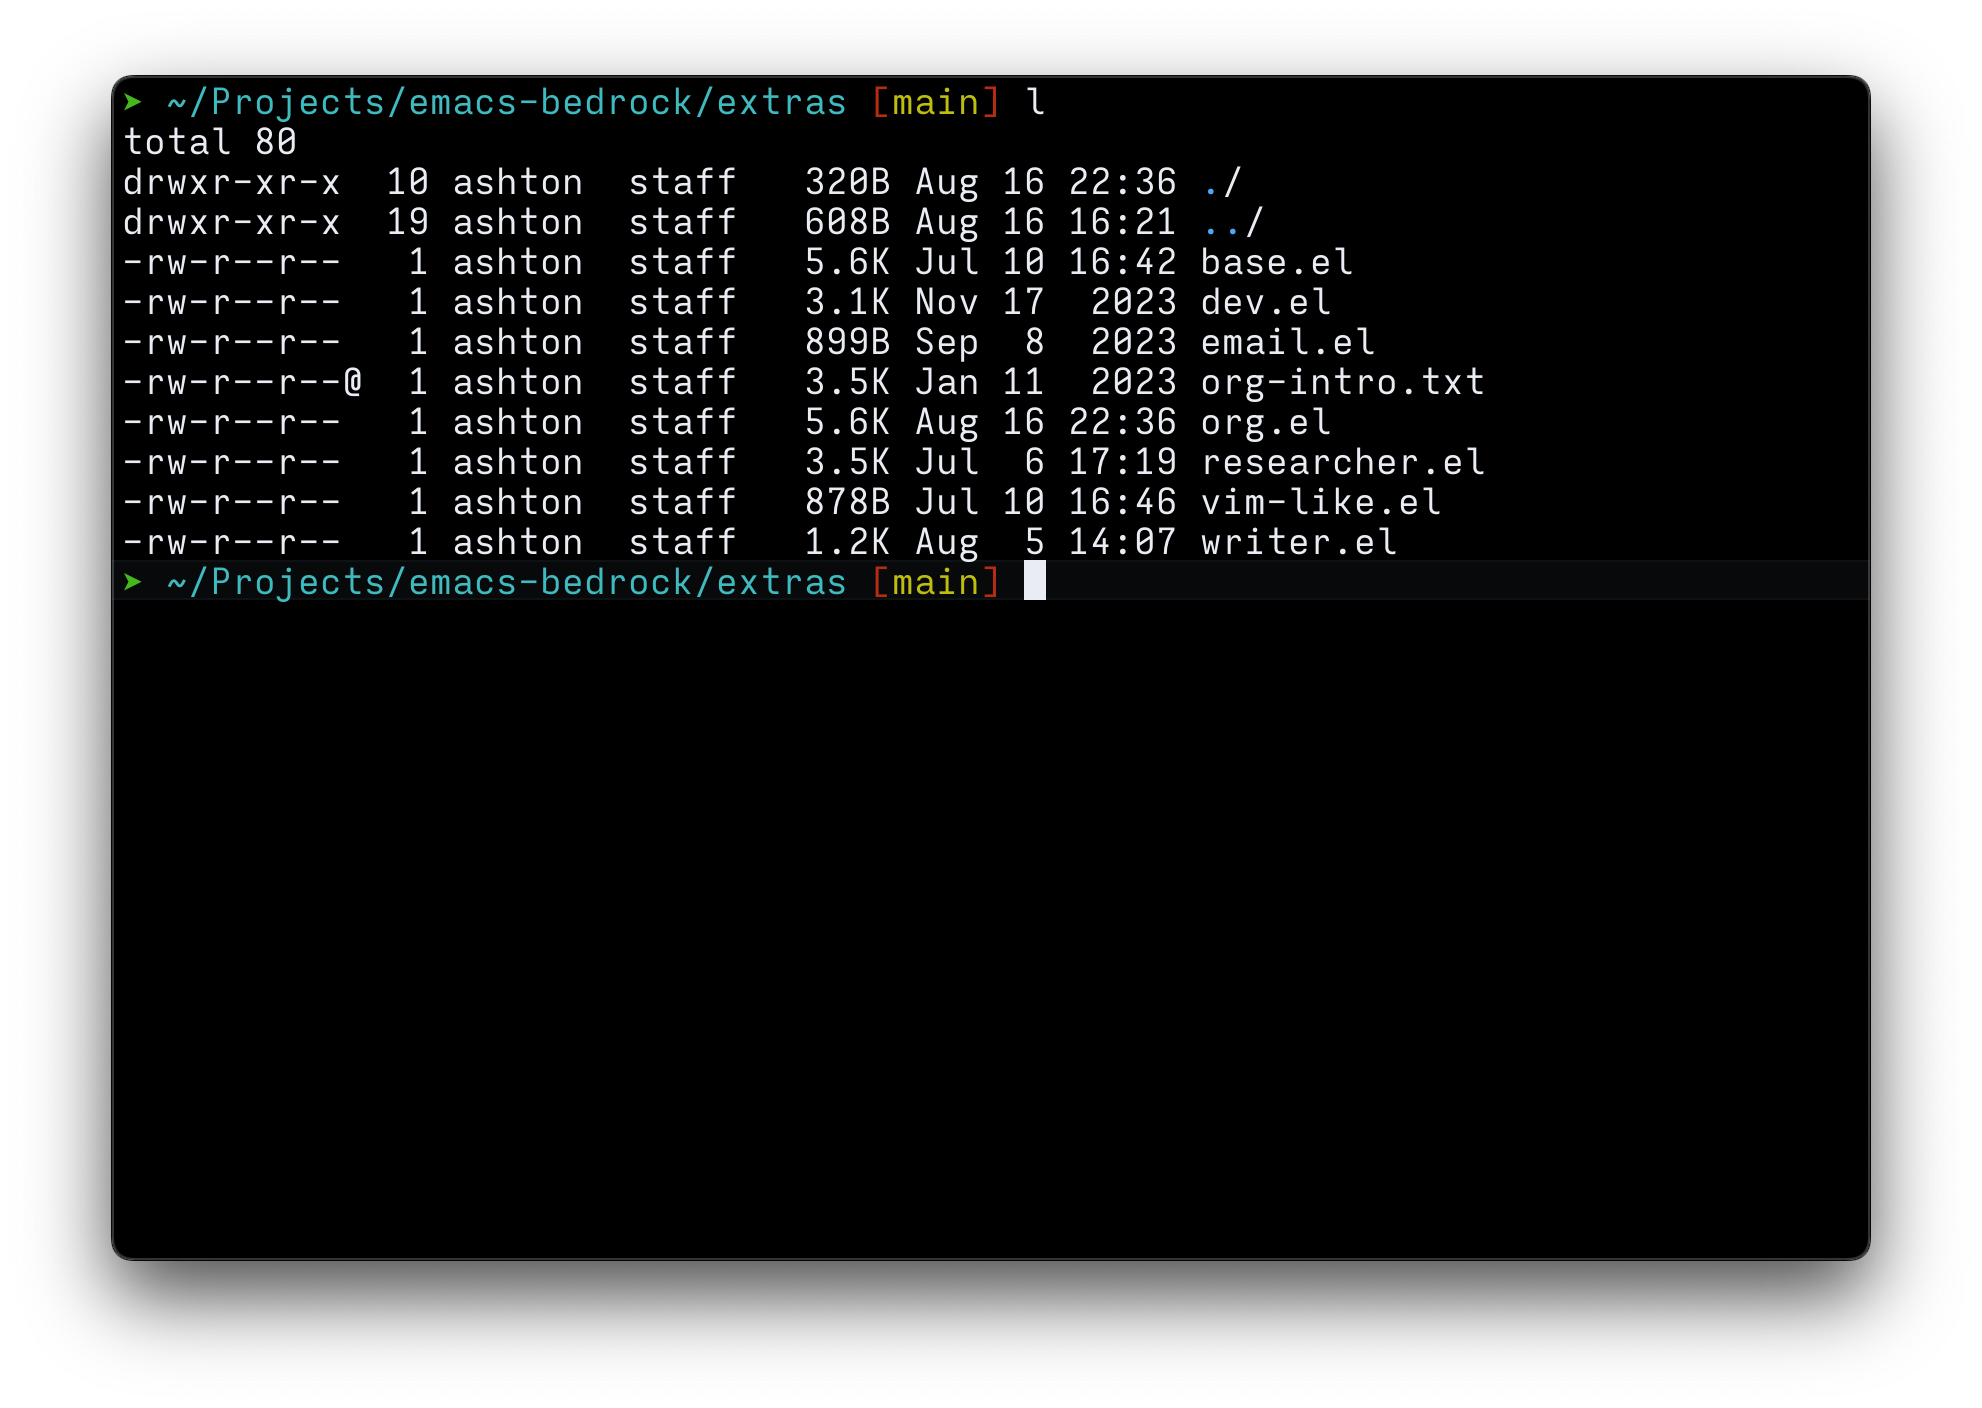 ➤ ~/Projects/emacs-bedrock/extras [main] l
total 80
drwxr-xr-x  10 ashton  staff   320B Aug 16 22:36 ./
drwxr-xr-x  19 ashton  staff   608B Aug 16 16:21 ../
-rw-r--r--   1 ashton  staff   5.6K Jul 10 16:42 base.el
-rw-r--r--   1 ashton  staff   3.1K Nov 17  2023 dev.el
-rw-r--r--   1 ashton  staff   899B Sep  8  2023 email.el
-rw-r--r--@  1 ashton  staff   3.5K Jan 11  2023 org-intro.txt
-rw-r--r--   1 ashton  staff   5.6K Aug 16 22:36 org.el
-rw-r--r--   1 ashton  staff   3.5K Jul  6 17:19 researcher.el
-rw-r--r--   1 ashton  staff   878B Jul 10 16:46 vim-like.el
-rw-r--r--   1 ashton  staff   1.2K Aug  5 14:07 writer.el
➤ ~/Projects/emacs-bedrock/extras [main]